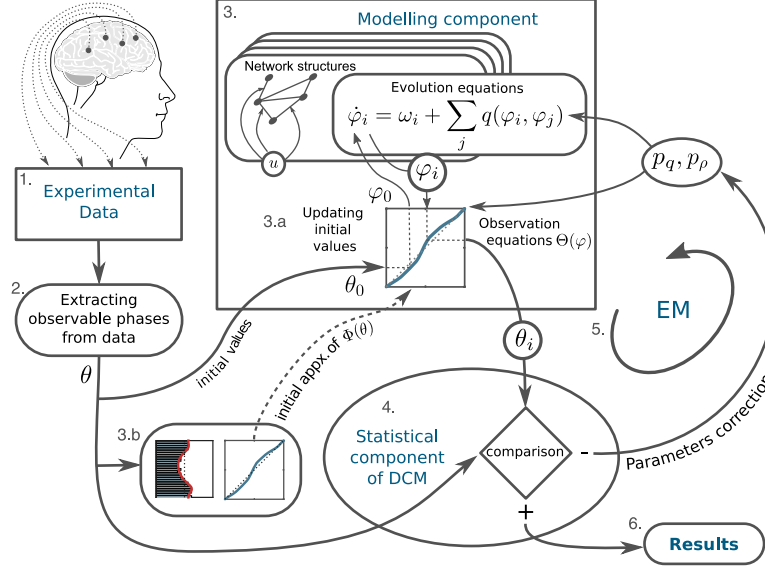 3.
Modelling component
Network structures
u
Evolution equations
φ̇ᵢ = ωᵢ + ∑ⱼ q(φᵢ, φⱼ)
φᵢ
p_q, p_ρ
φ₀
3.a
Updating
initial
values
Observation
equations Θ(φ)
θ₀
1.
Experimental
Data
2.
Extracting
observable phases
from data
θ
initial values
initial appx. of Φ(θ)
θᵢ
5.
EM
3.b
4.
Statistical
component
of DCM
comparison
-
+
Parameters correction
6.
Results